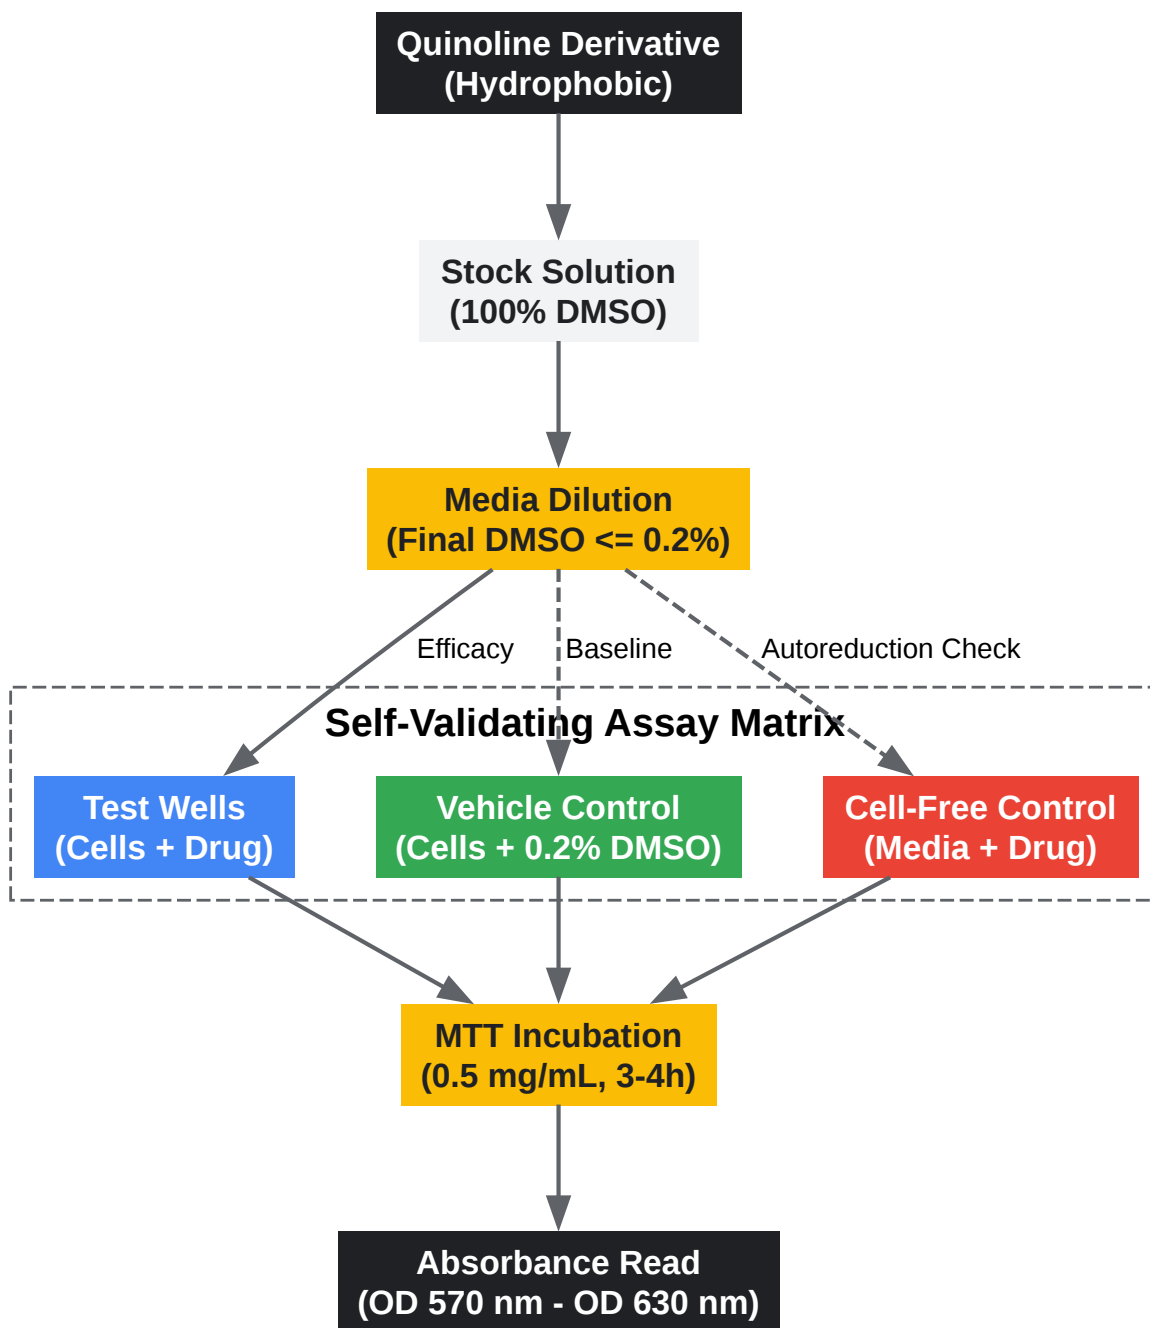 Quinoline Derivative
(Hydrophobic)
Stock Solution
(100% DMSO)
Media Dilution
(Final DMSO <= 0.2%)
Efficacy
Baseline
Autoreduction Check
Self-Validating Assay Matrix
Test Wells
(Cells + Drug)
Vehicle Control
(Cells + 0.2% DMSO)
Cell-Free Control
(Media + Drug)
MTT Incubation
(0.5 mg/mL, 3-4h)
Absorbance Read
(OD 570 nm - OD 630 nm)